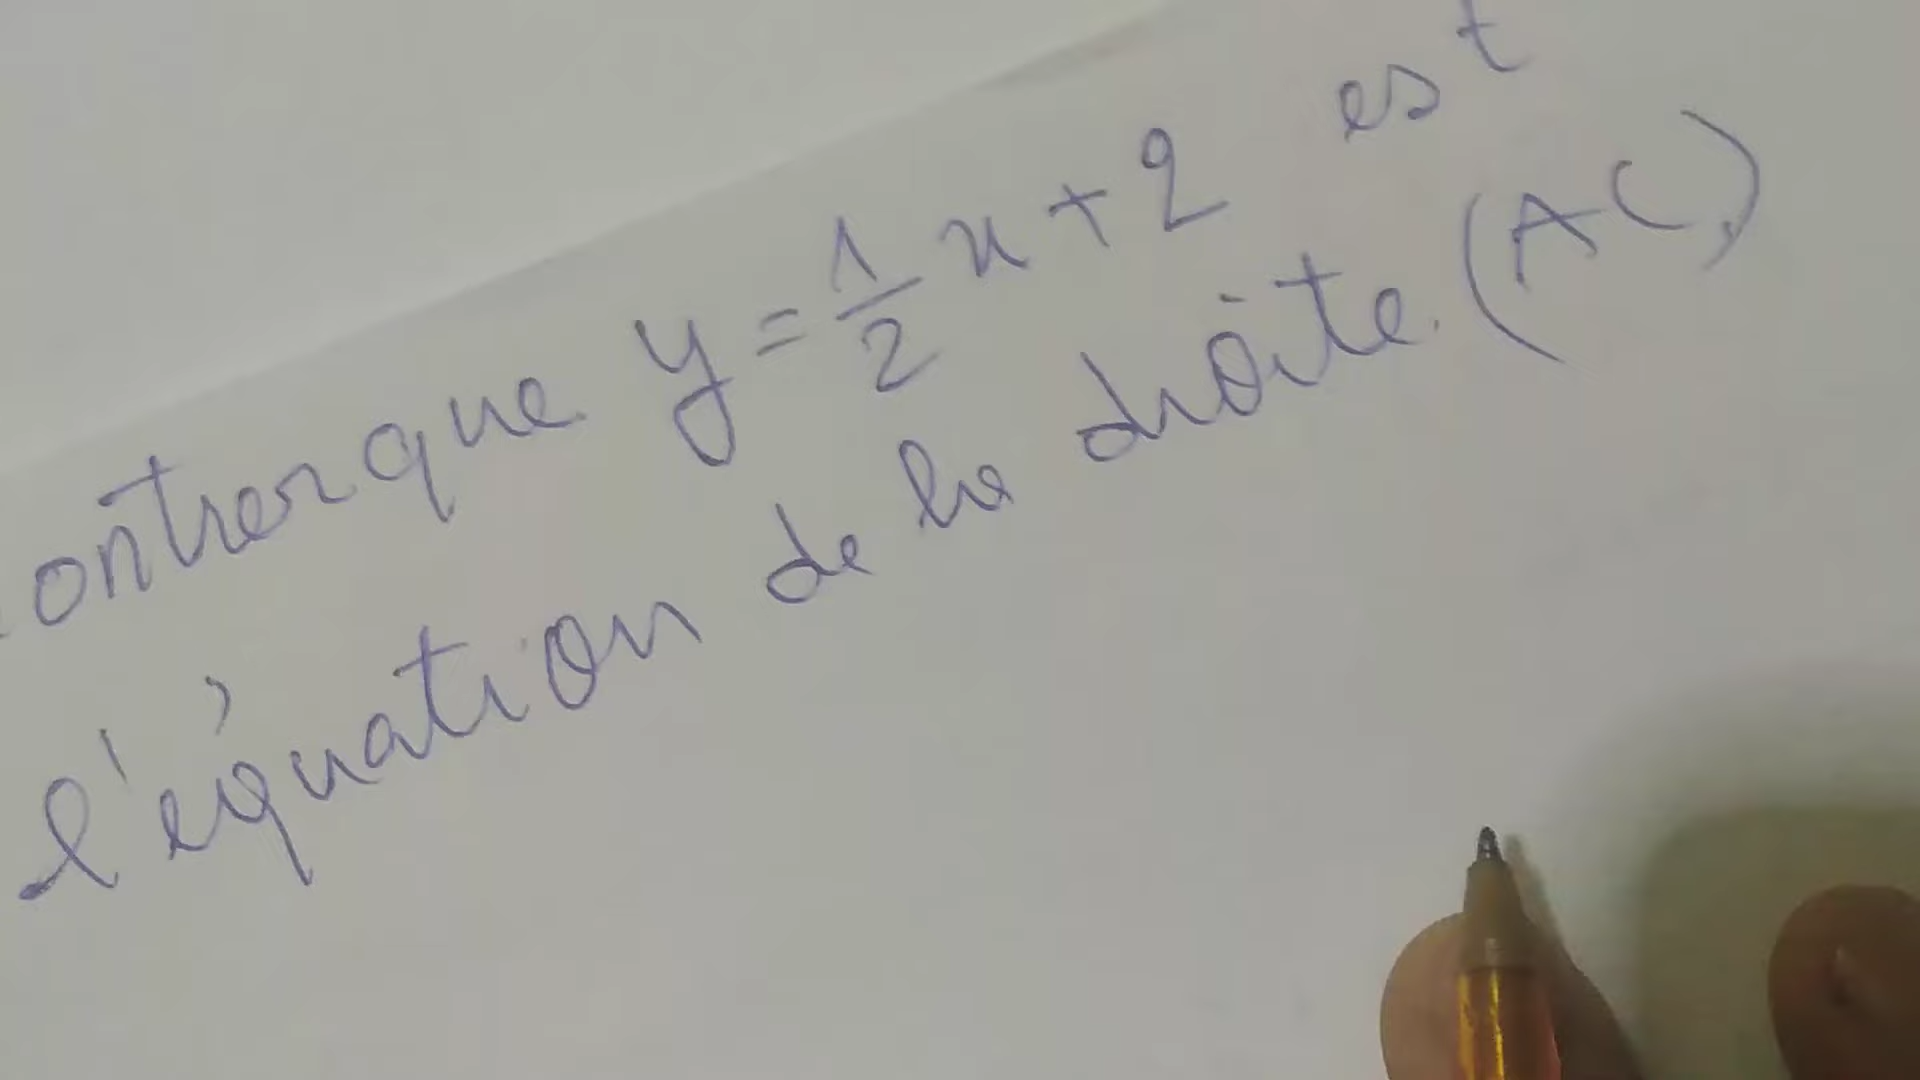 ontrer que y = 1/2 x + 2 est
l'équation de la droite (AC)